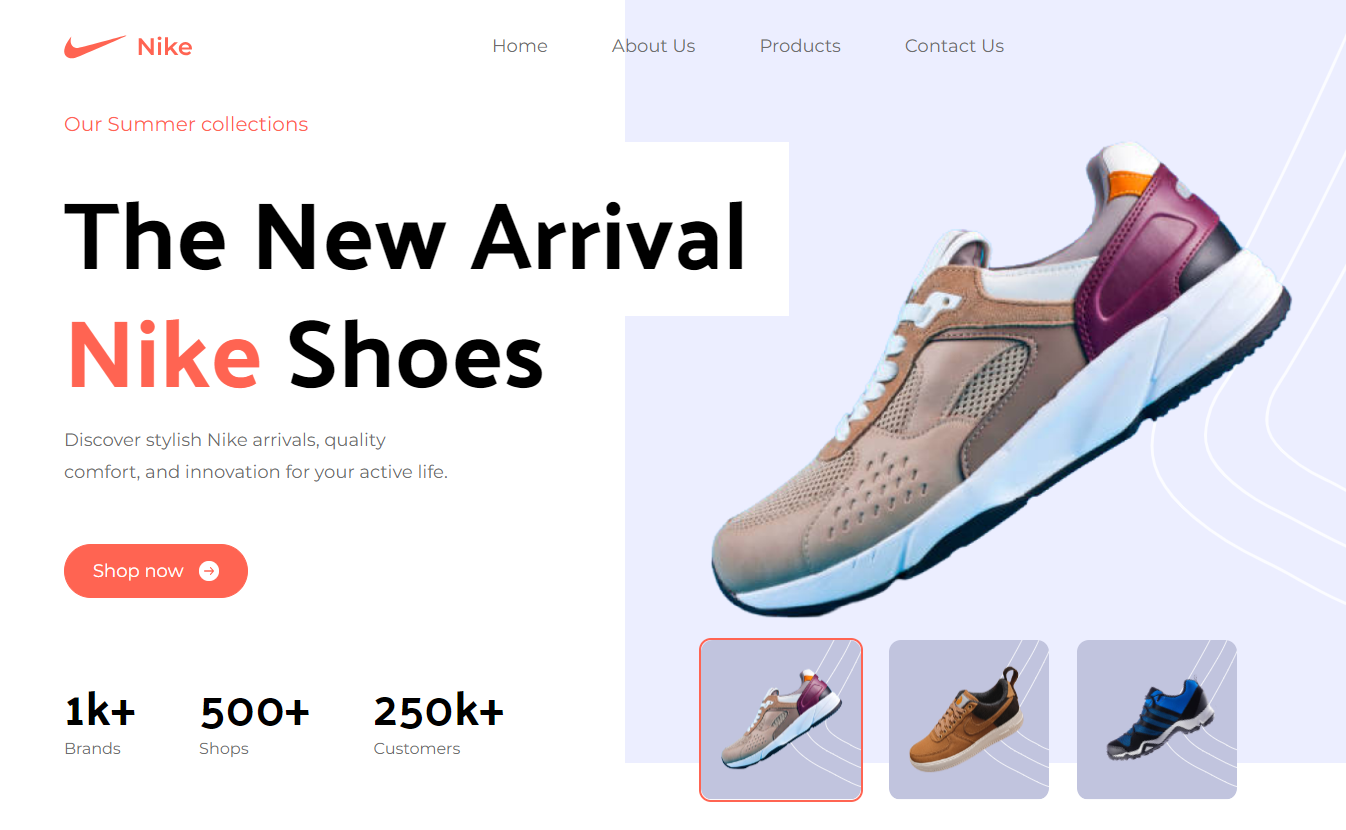 Nike
Home
About Us
Products
Contact Us
Our Summer collections
The New Arrival
Nike Shoes
Discover stylish Nike arrivals, quality
comfort, and innovation for your active life.
Shop now
1k+
Brands
500+
Shops
250k+
Customers